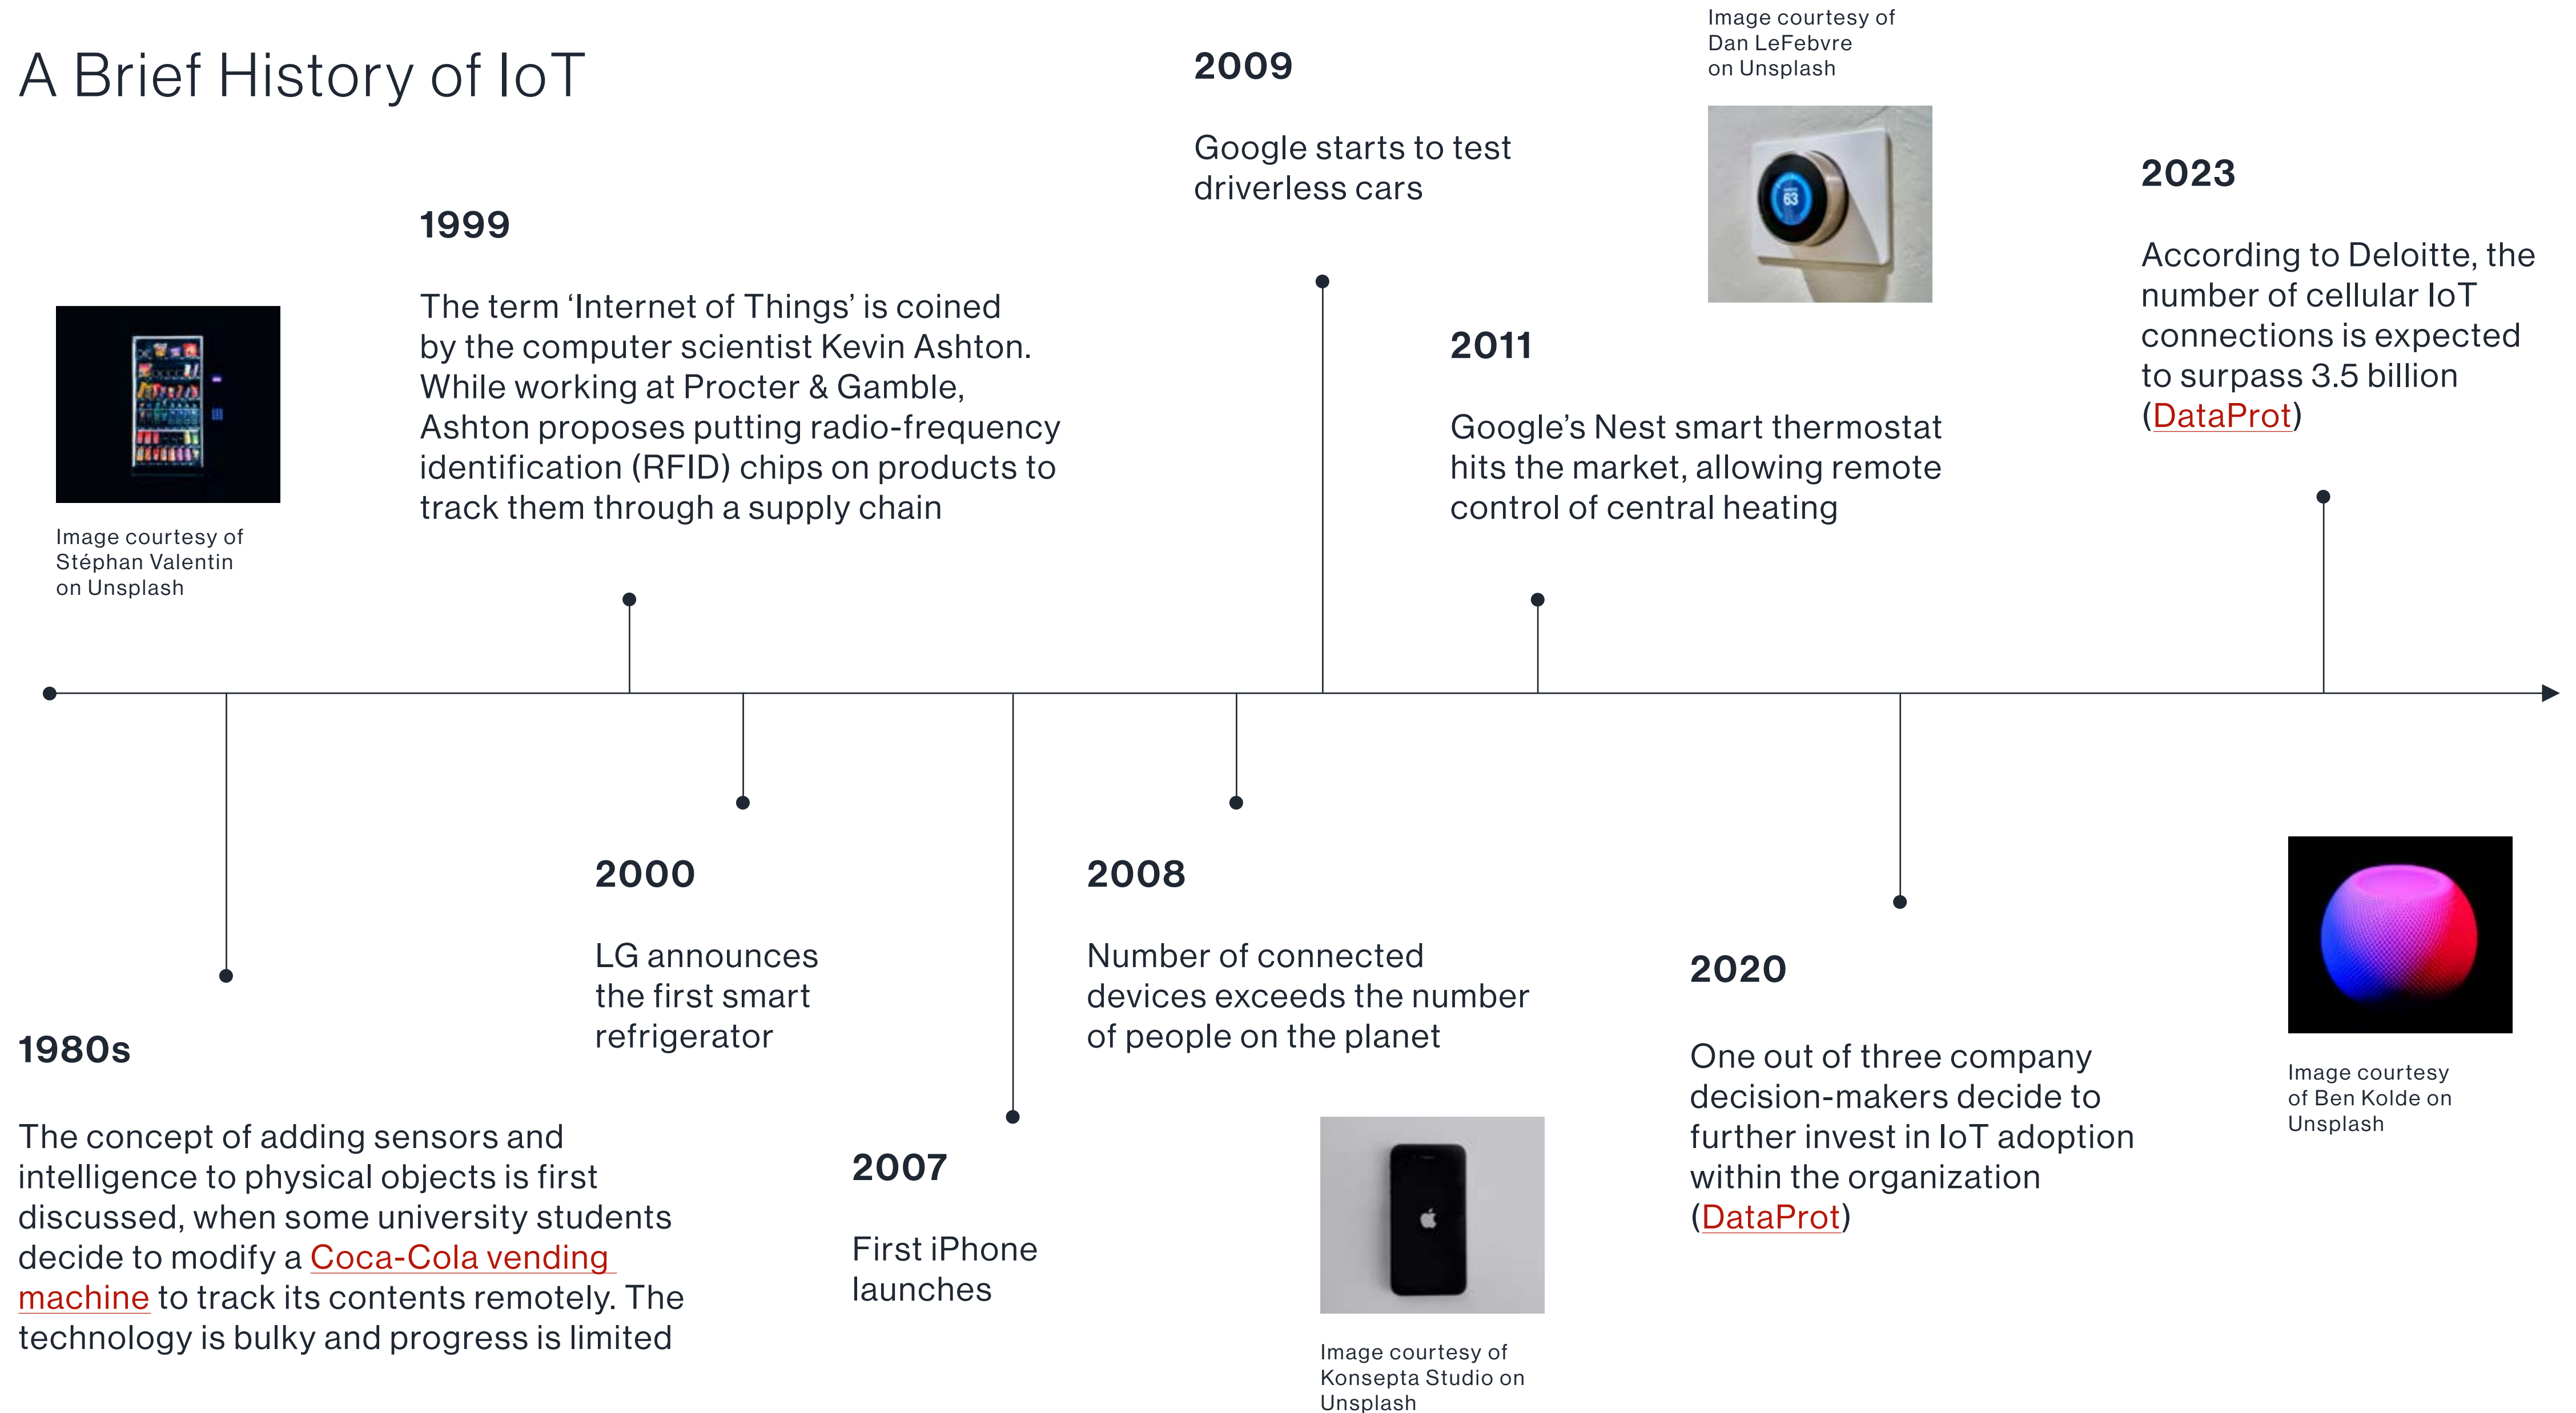 A Brief History of IoT
Image courtesy of
Stéphan Valentin
on Unsplash
1999
The term ‘Internet of Things’ is coined
by the computer scientist Kevin Ashton.
While working at Procter & Gamble,
Ashton proposes putting radio-frequency
identification (RFID) chips on products to
track them through a supply chain
2009
Google starts to test
driverless cars
Image courtesy of
Dan LeFebvre
on Unsplash
63
2011
Google’s Nest smart thermostat
hits the market, allowing remote
control of central heating
2023
According to Deloitte, the
number of cellular IoT
connections is expected
to surpass 3.5 billion
(DataProt)
1980s
The concept of adding sensors and
intelligence to physical objects is first
discussed, when some university students
decide to modify a Coca-Cola vending
machine to track its contents remotely. The
technology is bulky and progress is limited
2000
LG announces
the first smart
refrigerator
2007
First iPhone
launches
2008
Number of connected
devices exceeds the number
of people on the planet
Image courtesy of
Konsepta Studio on
Unsplash
2020
One out of three company
decision-makers decide to
further invest in IoT adoption
within the organization
(DataProt)
Image courtesy
of Ben Kolde on
Unsplash